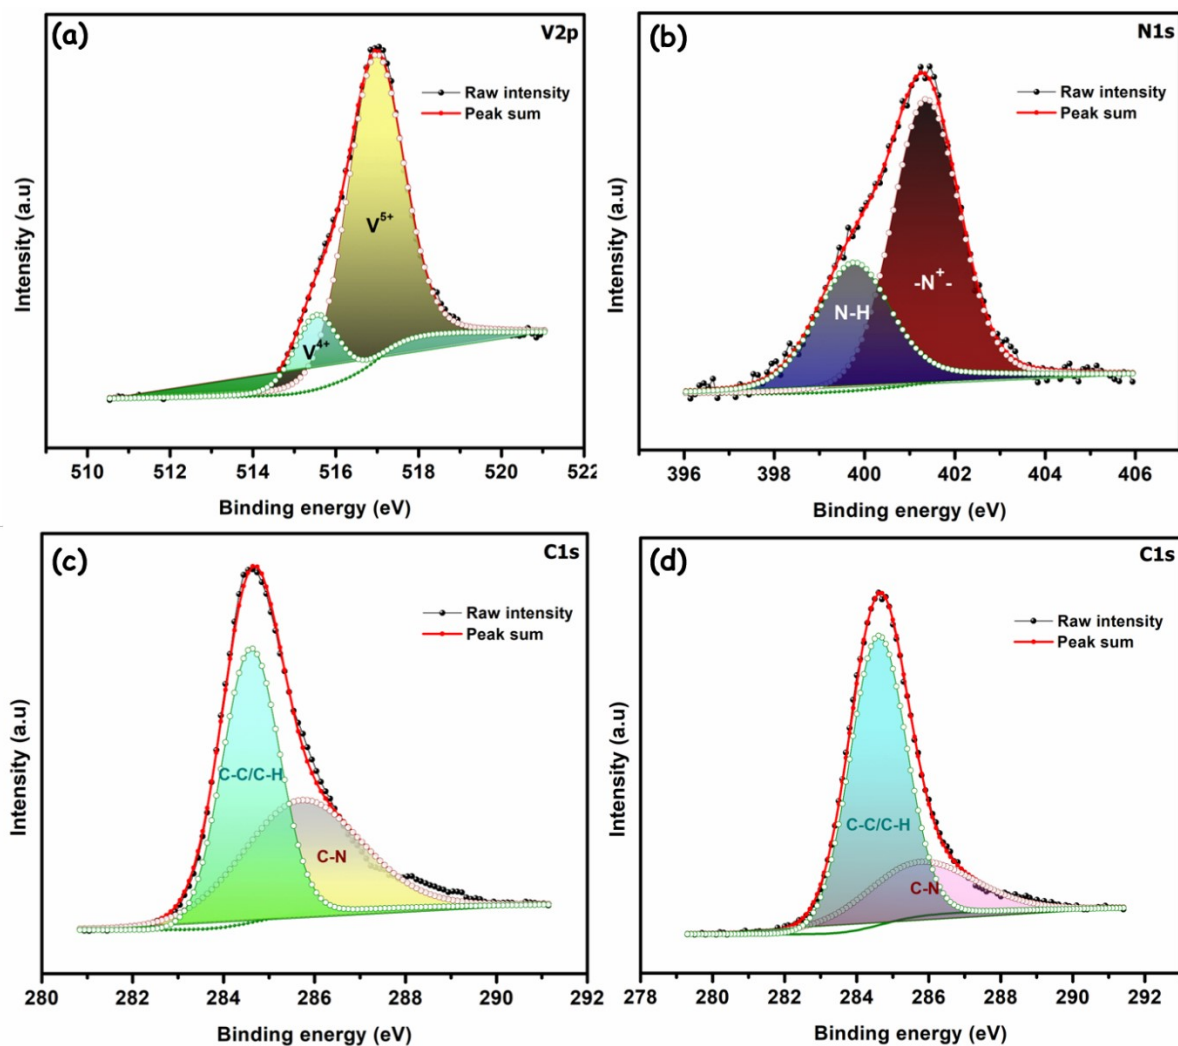 (a)
V2p
Raw intensity
Peak sum
V5+
V4+
Intensity (a.u)
510 512 514 516 518 520 522
Binding energy (eV)
(b)
N1s
Raw intensity
Peak sum
N-H
-N+-
Intensity (a.u)
396 398 400 402 404 406
Binding energy (eV)
(c)
C1s
Raw intensity
Peak sum
C-C/C-H
C-N
Intensity (a.u)
280 282 284 286 288 290 292
Binding energy (eV)
(d)
C1s
Raw intensity
Peak sum
C-C/C-H
C-N
Intensity (a.u)
278 280 282 284 286 288 290 292
Binding energy (eV)